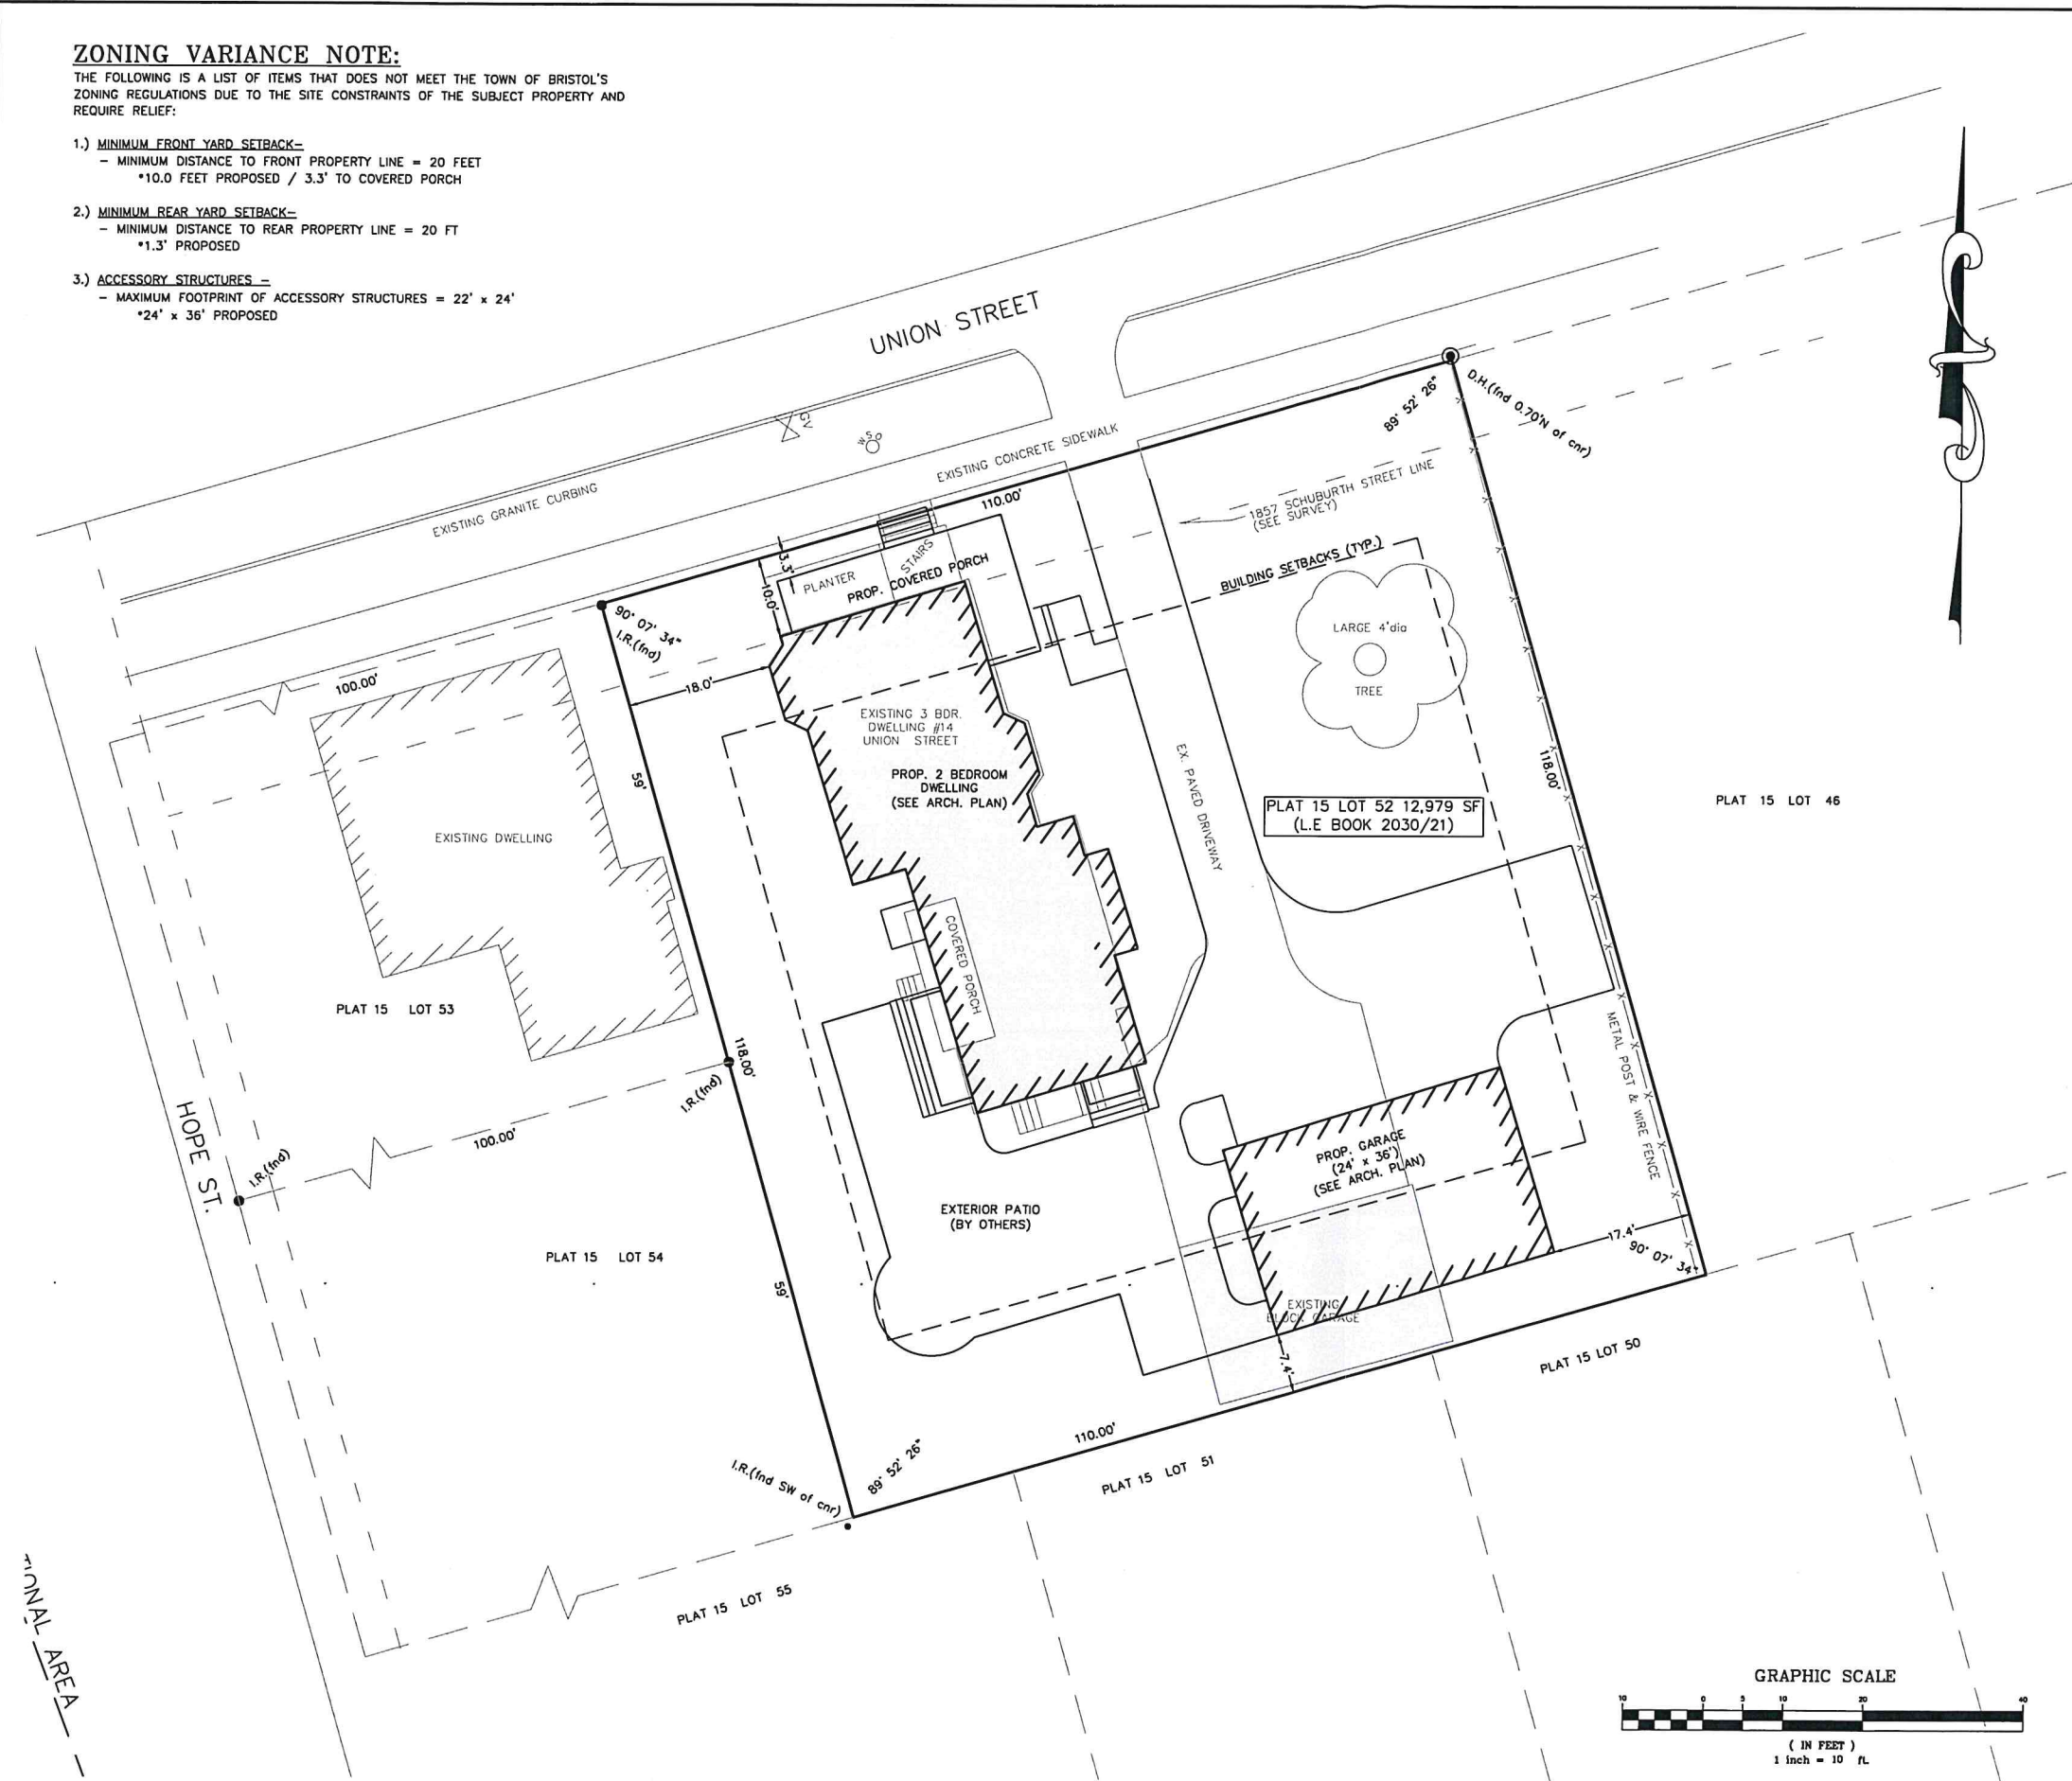 ZONING VARIANCE NOTE:
THE FOLLOWING IS A LIST OF ITEMS THAT DOES NOT MEET THE TOWN OF BRISTOL'S
ZONING REGULATIONS DUE TO THE SITE CONSTRAINTS OF THE SUBJECT PROPERTY AND
REQUIRE RELIEF:
1.) MINIMUM FRONT YARD SETBACK-
- MINIMUM DISTANCE TO FRONT PROPERTY LINE = 20 FEET
*10.0 FEET PROPOSED / 3.3' TO COVERED PORCH
2.) MINIMUM REAR YARD SETBACK-
- MINIMUM DISTANCE TO REAR PROPERTY LINE = 20 FT
*1.3' PROPOSED
3.) ACCESSORY STRUCTURES -
- MAXIMUM FOOTPRINT OF ACCESSORY STRUCTURES = 22' x 24'
*24' x 36' PROPOSED
UNION STREET
GV
WSO
EXISTING GRANITE CURBING
EXISTING CONCRETE SIDEWALK
110.00'
89° 52' 26"
D.H.(fnd 0.70'N of cnr)
1857 SCHUBURTH STREET LINE
(SEE SURVEY)
BUILDING SETBACKS (TYP.)
3.3'
10.0'
PLANTER
STAIRS
PROP. COVERED PORCH
90° 07' 34"
I.R.(fnd)
18.0'
100.00'
LARGE 4'dia
TREE
EXISTING 3 BDR.
DWELLING #14
UNION STREET
PROP. 2 BEDROOM
DWELLING
(SEE ARCH. PLAN)
59'
EX. PAVED DRIVEWAY
118.00'
PLAT 15 LOT 52 12,979 SF
(L.E BOOK 2030/21)
PLAT 15 LOT 46
EXISTING DWELLING
COVERED PORCH
PLAT 15 LOT 53
118.00'
I.R.(fnd)
METAL POST & WIRE FENCE
HOPE ST.
I.R.(fnd)
100.00'
PROP. GARAGE
(24' x 36')
(SEE ARCH. PLAN)
EXTERIOR PATIO
(BY OTHERS)
17.4'
90° 07' 34"
PLAT 15 LOT 54
59'
EXISTING
BLOCK GARAGE
7.4'
PLAT 15 LOT 50
110.00'
89° 52' 26"
I.R.(fnd SW of cnr)
PLAT 15 LOT 51
PLAT 15 LOT 55
TIONAL AREA
GRAPHIC SCALE
10 0 5 10 20 40
( IN FEET )
1 inch = 10 ft.